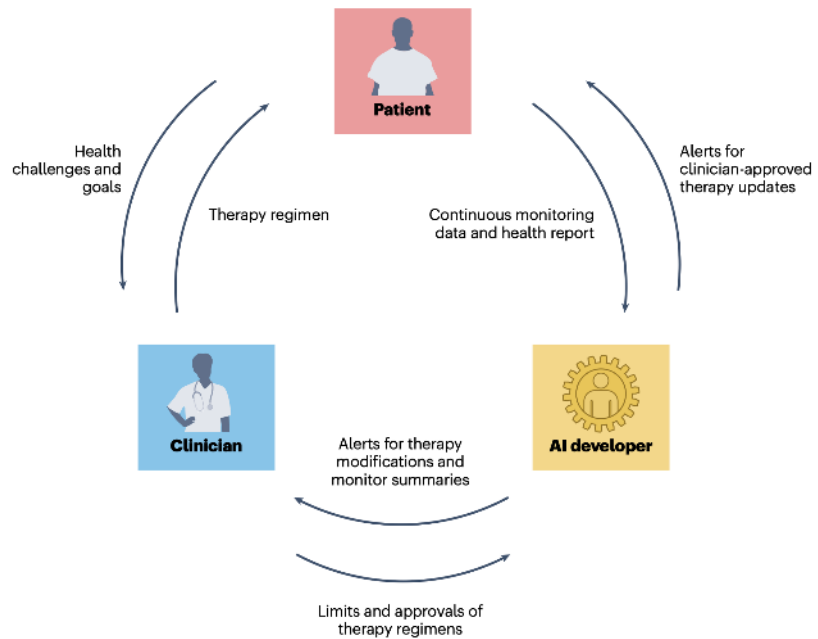 Patient
Health
challenges and
goals
Therapy regimen
Continuous monitoring
data and health report
Alerts for
clinician-approved
therapy updates
Clinician
AI developer
Alerts for therapy
modifications and
monitor summaries
Limits and approvals of
therapy regimens